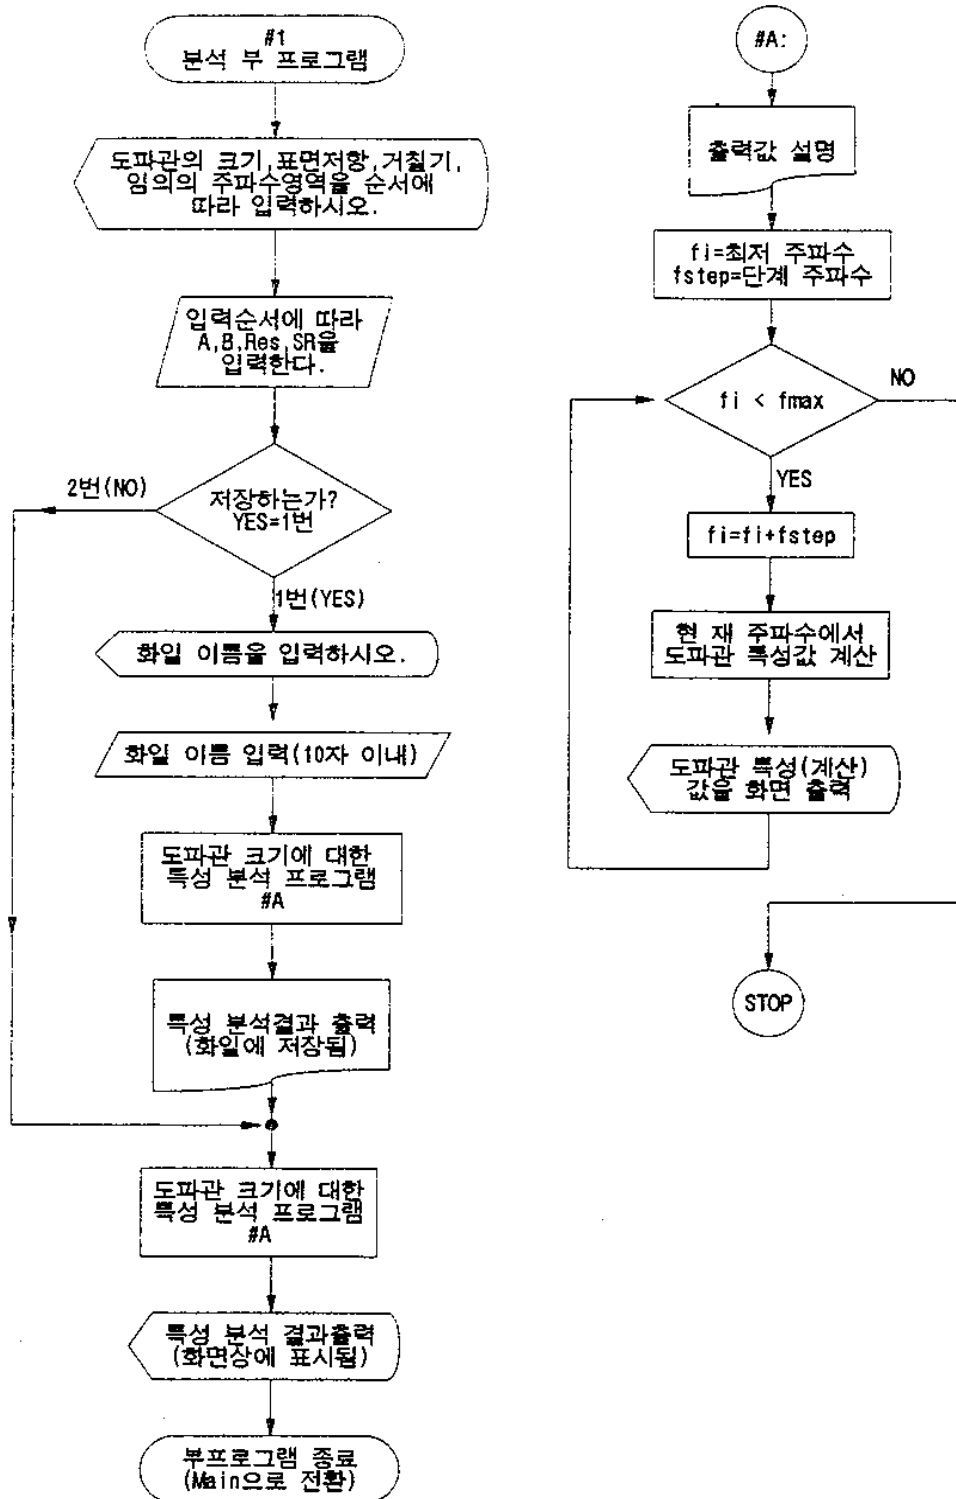 #1
분석 부 프로그램
도파관의 크기,표면저항,거칠기,
임의의 주파수영역을 순서에
따라 입력하시오.
입력순서에 따라
A,B,Res,SR을
입력한다.
저장하는가?
YES=1번
2번(NO)
1번(YES)
화일 이름을 입력하시오.
화일 이름 입력(10자 이내)
도파관 크기에 대한
특성 분석 프로그램
#A
특성 분석결과 출력
(화일에 저장됨)
도파관 크기에 대한
특성 분석 프로그램
#A
특성 분석 결과출력
(화면상에 표시됨)
부프로그램 종료
(Main으로 전환)
#A:
출력값 설명
fi=최저 주파수
fstep=단계 주파수
fi < fmax
NO
YES
fi=fi+fstep
현 재 주파수에서
도파관 특성값 계산
도파관 특성(계산)
값을 화면 출력
STOP